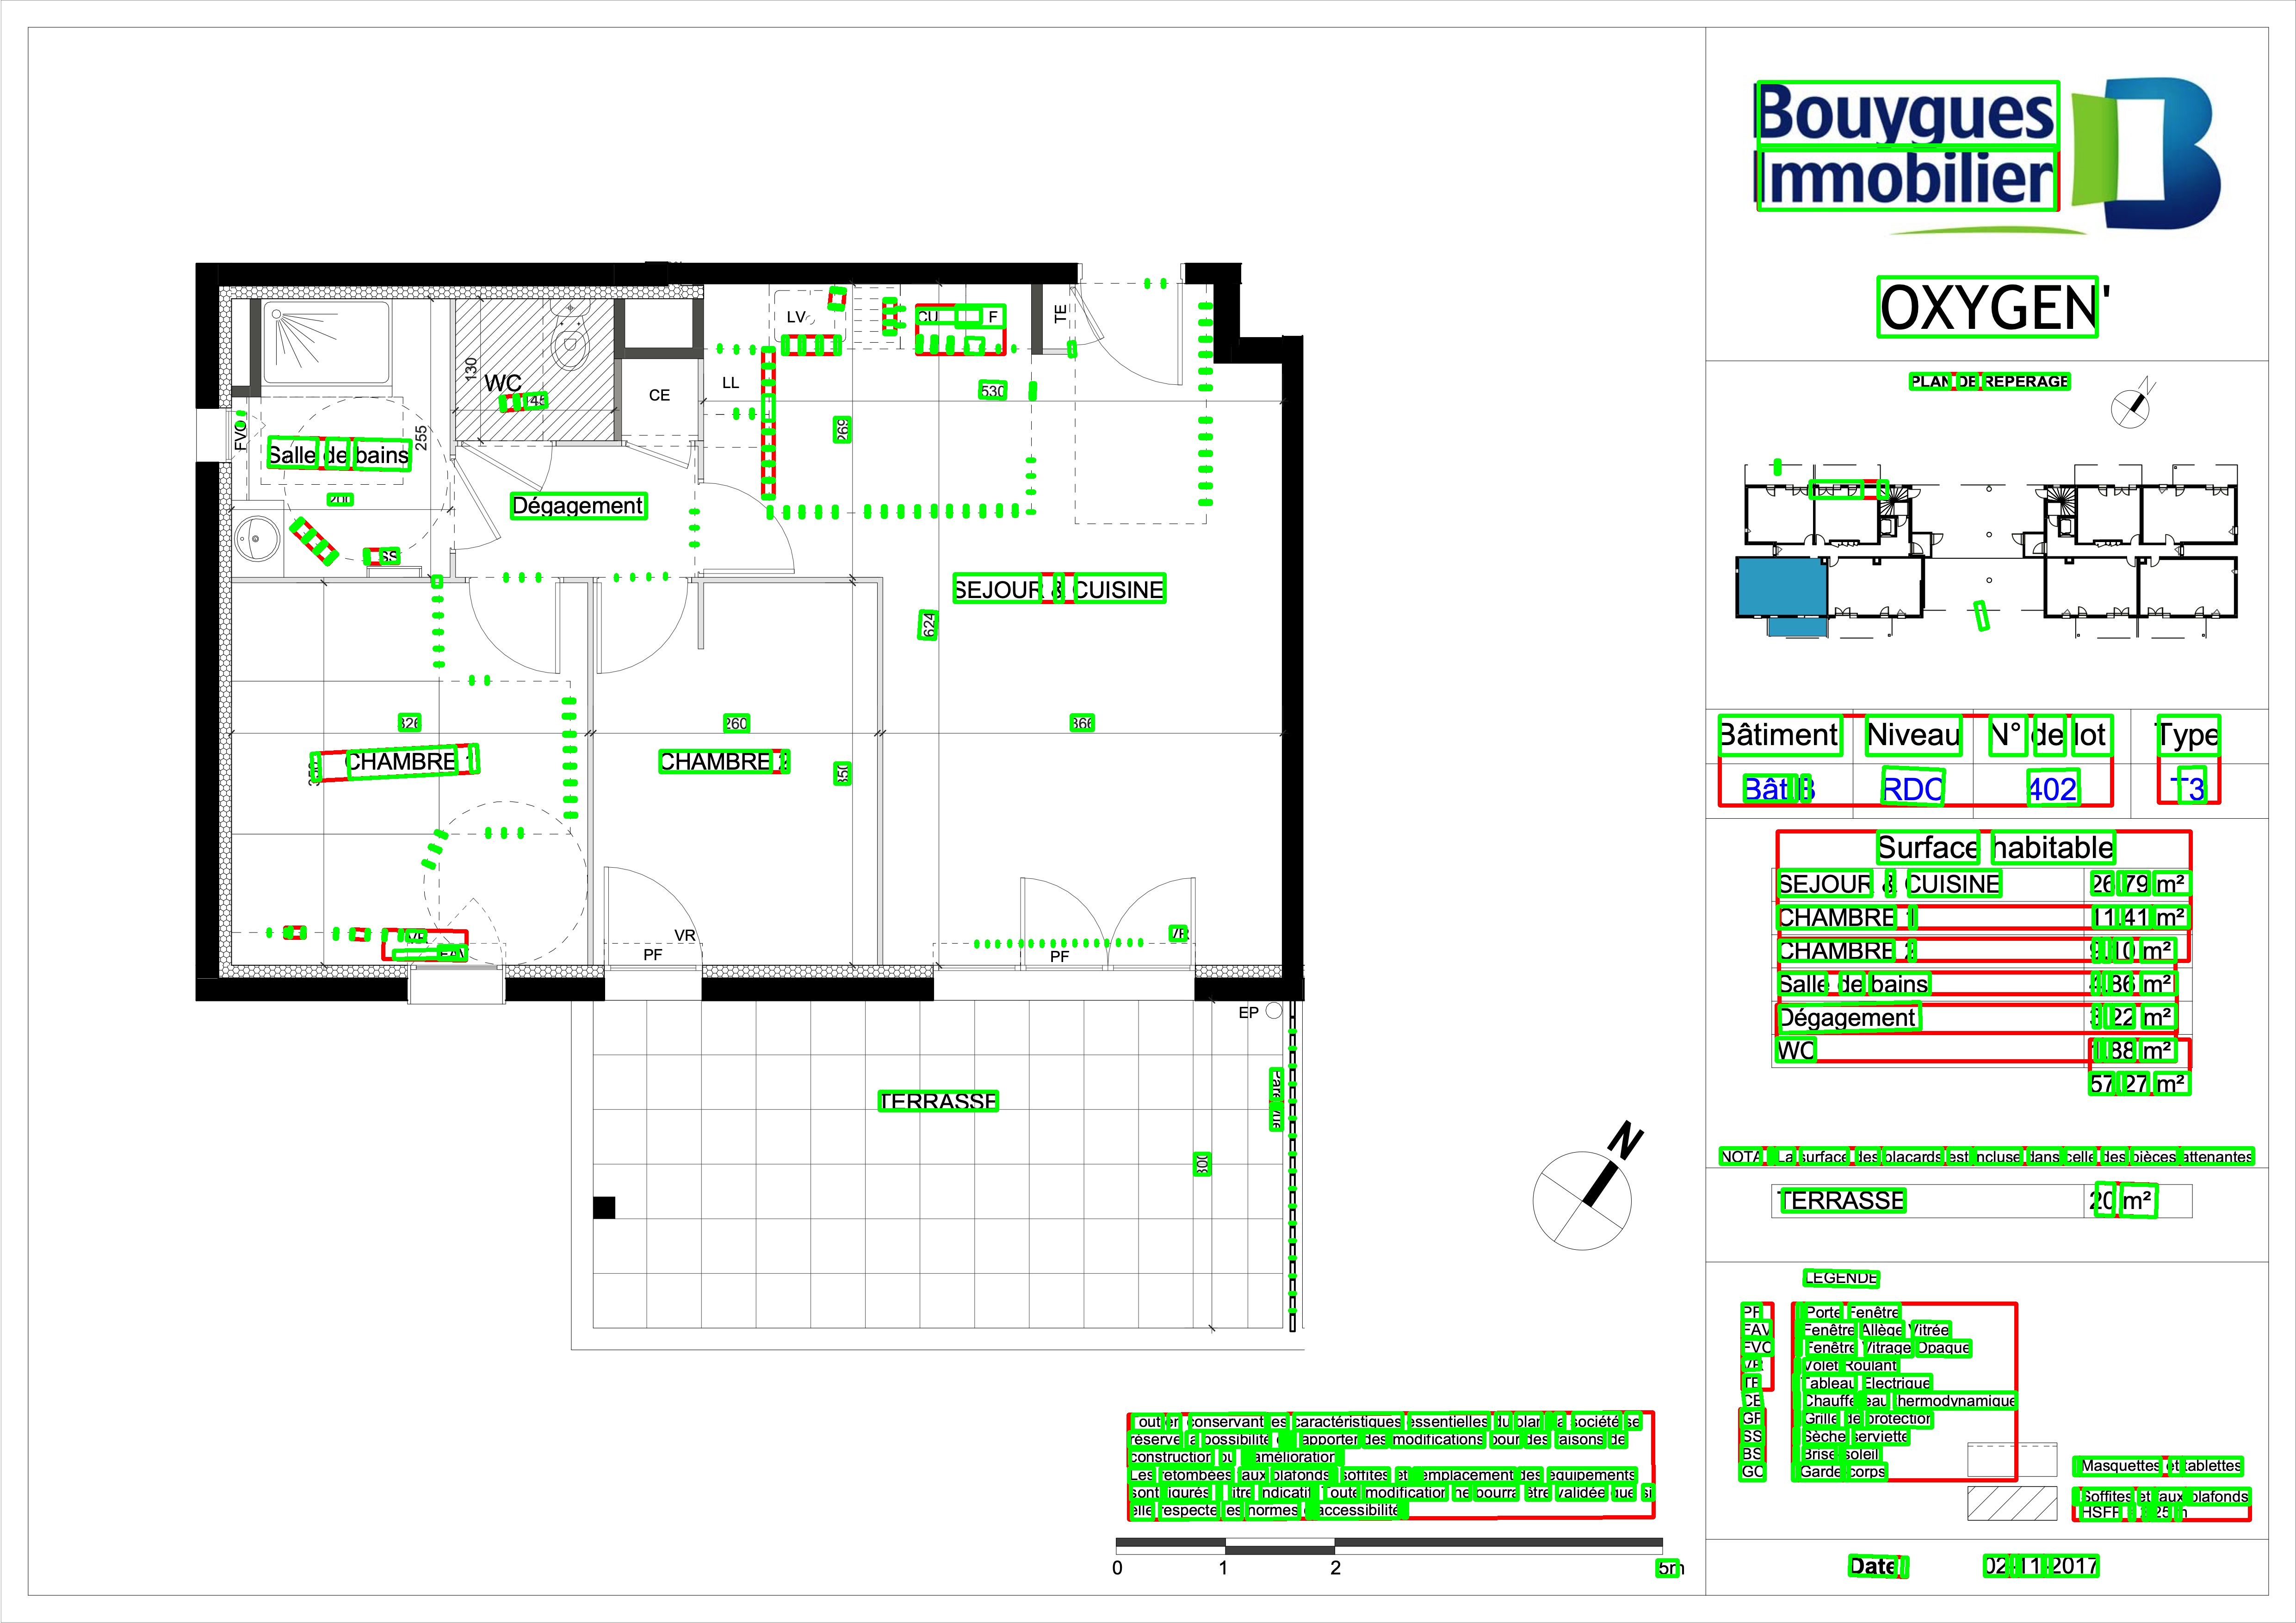 Bouygues
Immobilier
OXYGEN'
PLAN DE REPERAGE
N
Bâtiment Niveau N° de lot Type
Bât B RDC 402 T3
Surface habitable
SEJOUR & CUISINE 26.79 m²
CHAMBRE 1 11.41 m²
CHAMBRE 2 9.10 m²
Salle de bains 4.86 m²
Dégagement 3.22 m²
WC 1.88 m²
57.27 m²
NOTA : La surface des placards est incluse dans celle des pièces attenantes
TERRASSE 20 m²
LEGENDE
PF : Porte Fenêtre
FAV : Fenêtre Allège Vitrée
FVO : Fenêtre Vitrage Opaque
VR : Volet Roulant
TE : Tableau Electrique
CE : Chauffe eau thermodynamique
GP : Grille de protection
SS : Sèche serviette
BS : Brise soleil
GC : Garde corps
Masquettes et tablettes
Soffites et faux plafonds
Date : 02-11-2017
LV
CU
F
TE
LL
CE
WC
130
145
530
269
255
FVO
Salle de bains
200
SS
Dégagement
SEJOUR & CUISINE
624
326
260
366
CHAMBRE 1
CHAMBRE 2
350
350
VR
FAV
VR
PF
VR
PF
EP
TERRASSE
Pare vue
300
N
Tout en conservant les caractéristiques essentielles du plan, la société se
réserve la possibilité d'apporter des modifications pour des raisons de
construction ou d'amélioration.
Les retombées, faux plafonds, soffites et l'emplacement des équipements
sont figurés à titre indicatif. Toute modification ne pourra être validée que si
elle respecte les normes d'accessibilité.
0 1 2 5m